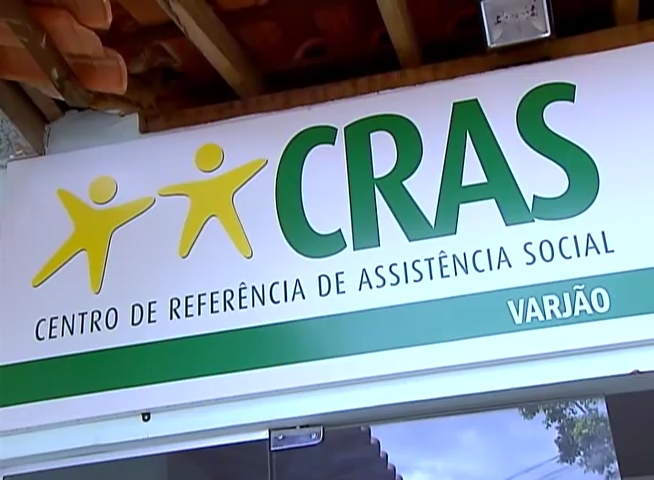 CRAS
CENTRO DE REFERÊNCIA DE ASSISTÊNCIA SOCIAL
VARJÃO